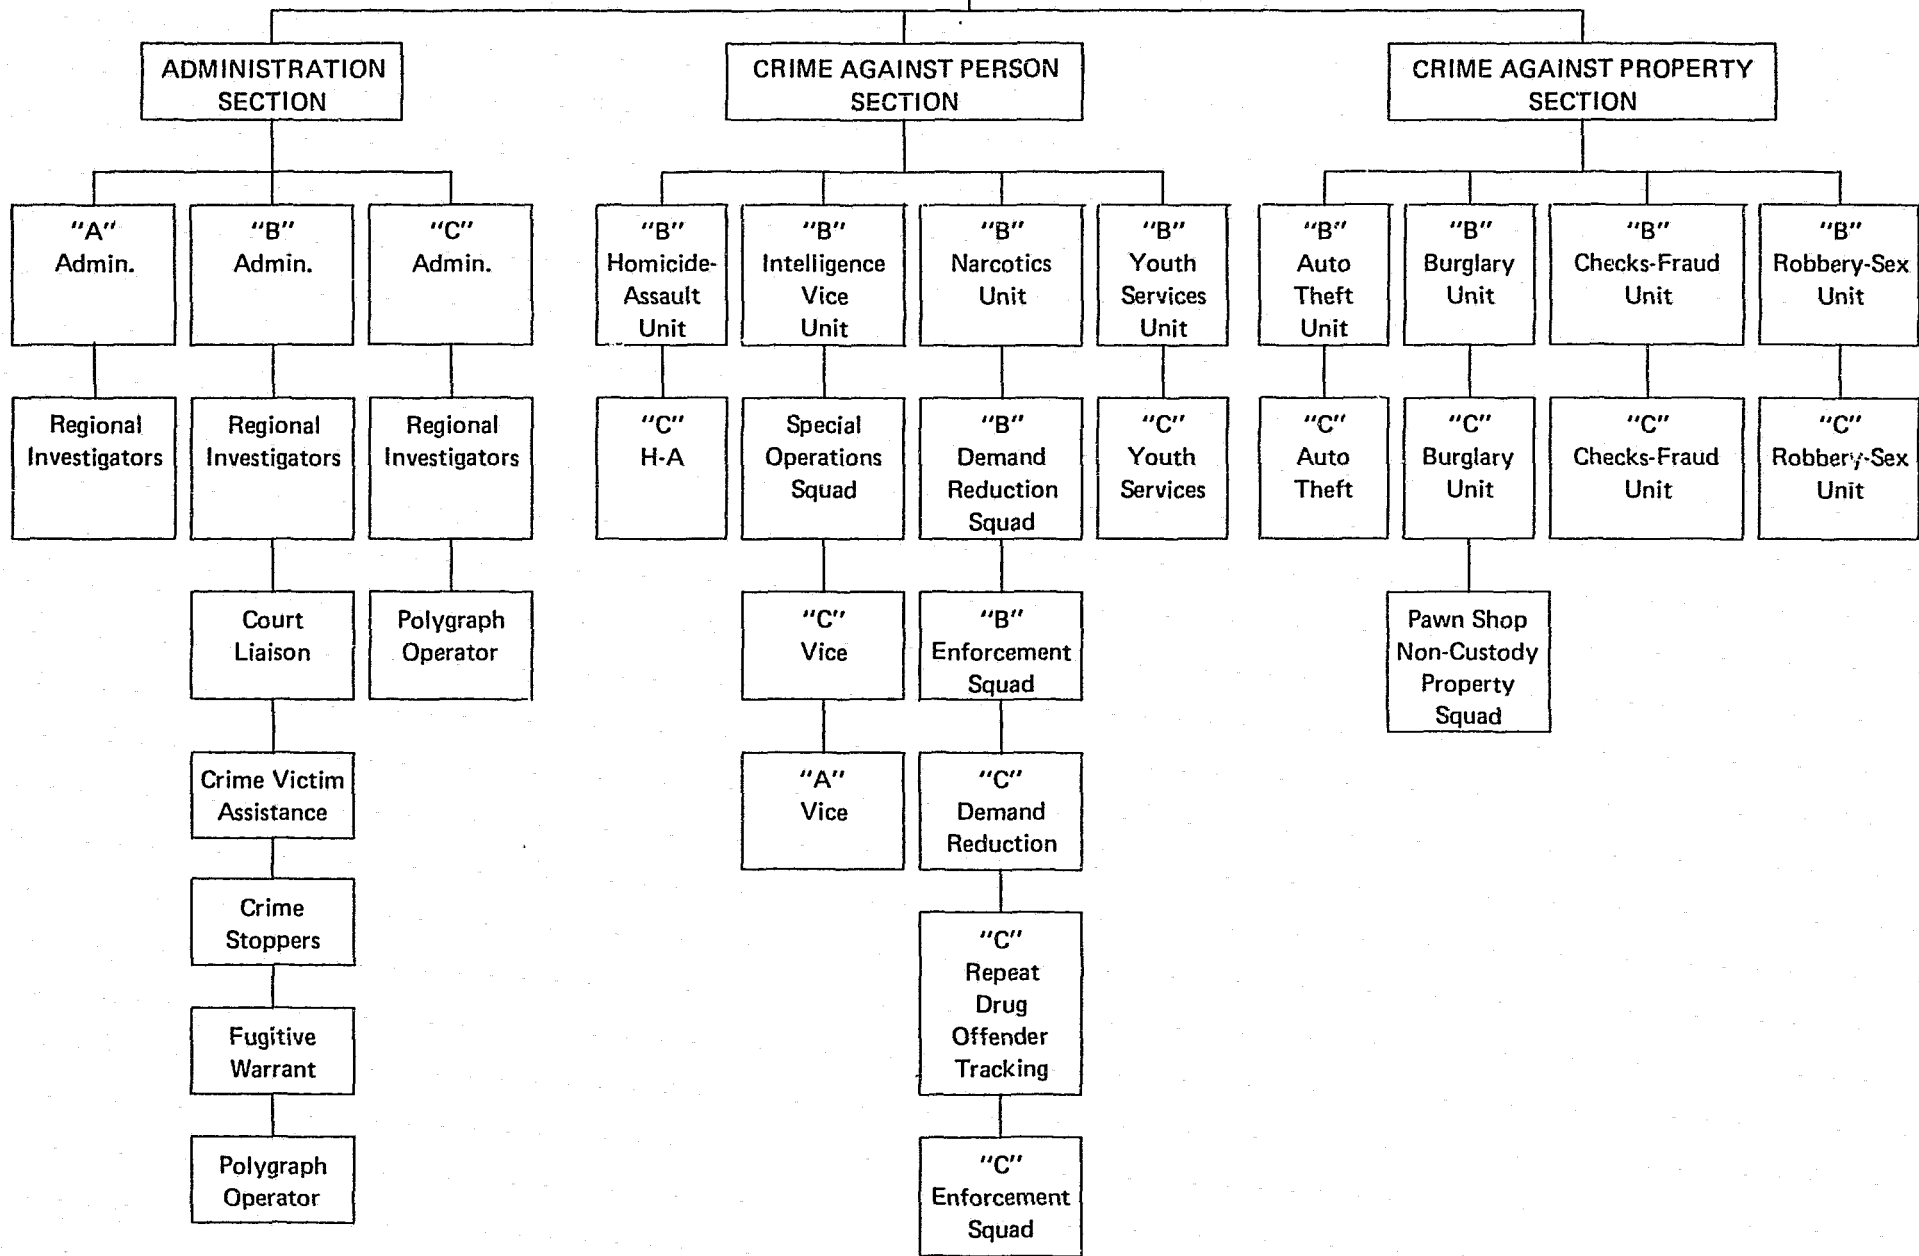 ADMINISTRATION
SECTION
"A"
Admin.
Regional
Investigators
"B"
Admin.
Regional
Investigators
Court
Liaison
Crime Victim
Assistance
Crime
Stoppers
Fugitive
Warrant
Polygraph
Operator
"C"
Admin.
Regional
Investigators
Polygraph
Operator
CRIME AGAINST PERSON
SECTION
"B"
Homicide-
Assault
Unit
"C"
H-A
"B"
Intelligence
Vice
Unit
Special
Operations
Squad
"C"
Vice
"A"
Vice
"B"
Narcotics
Unit
"B"
Demand
Reduction
Squad
"B"
Enforcement
Squad
"C"
Demand
Reduction
"C"
Repeat
Drug
Offender
Tracking
"C"
Enforcement
Squad
"B"
Youth
Services
Unit
"C"
Youth
Services
CRIME AGAINST PROPERTY
SECTION
"B"
Auto
Theft
Unit
"C"
Auto
Theft
"B"
Burglary
Unit
"C"
Burglary
Unit
Pawn Shop
Non-Custody
Property
Squad
"B"
Checks-Fraud
Unit
"C"
Checks-Fraud
Unit
"B"
Robbery-Sex
Unit
"C"
Robbery-Sex
Unit